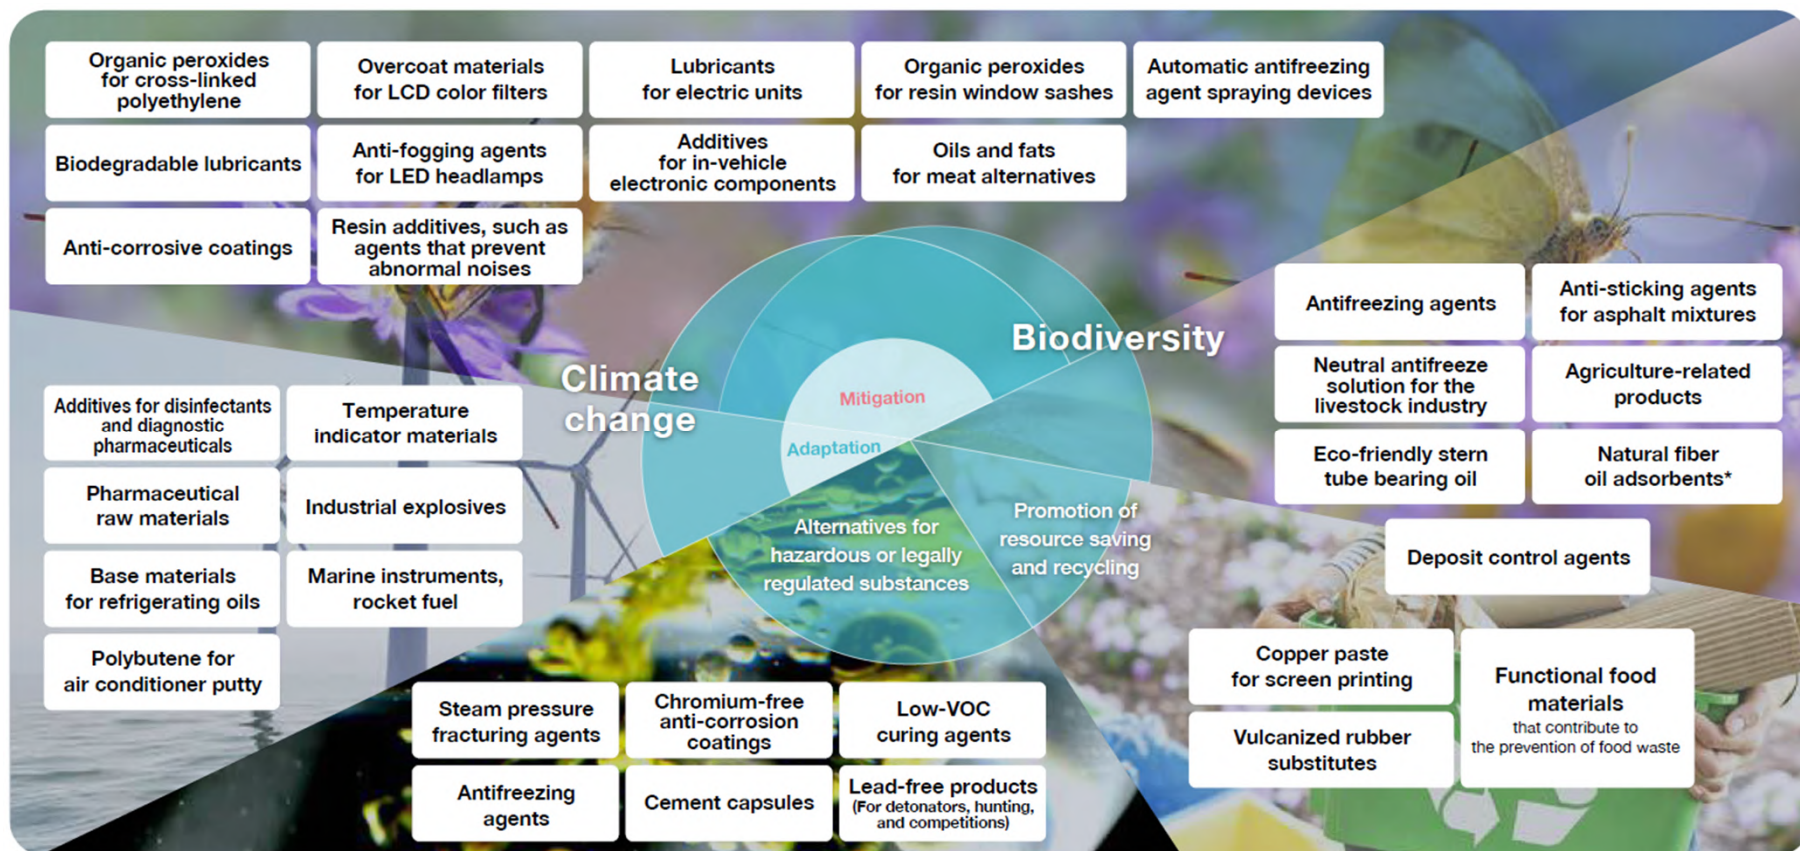 Organic peroxides
for cross-linked
polyethylene
Overcoat materials
for LCD color filters
Lubricants
for electric units
Organic peroxides
for resin window sashes
Automatic antifreezing
agent spraying devices
Biodegradable lubricants
Anti-fogging agents
for LED headlamps
Additives
for in-vehicle
electronic components
Oils and fats
for meat alternatives
Anti-corrosive coatings
Resin additives, such as
agents that prevent
abnormal noises
Climate
change
Biodiversity
Mitigation
Adaptation
Alternatives for
hazardous or legally
regulated substances
Promotion of
resource saving
and recycling
Antifreezing agents
Anti-sticking agents
for asphalt mixtures
Neutral antifreeze
solution for the
livestock industry
Agriculture-related
products
Eco-friendly stern
tube bearing oil
Natural fiber
oil adsorbents*
Additives for disinfectants
and diagnostic
pharmaceuticals
Temperature
indicator materials
Pharmaceutical
raw materials
Industrial explosives
Base materials
for refrigerating oils
Marine instruments,
rocket fuel
Polybutene for
air conditioner putty
Deposit control agents
Copper paste
for screen printing
Functional food
materials
that contribute to
the prevention of food waste
Vulcanized rubber
substitutes
Steam pressure
fracturing agents
Chromium-free
anti-corrosion
coatings
Low-VOC
curing agents
Antifreezing
agents
Cement capsules
Lead-free products
(For detonators, hunting,
and competitions)